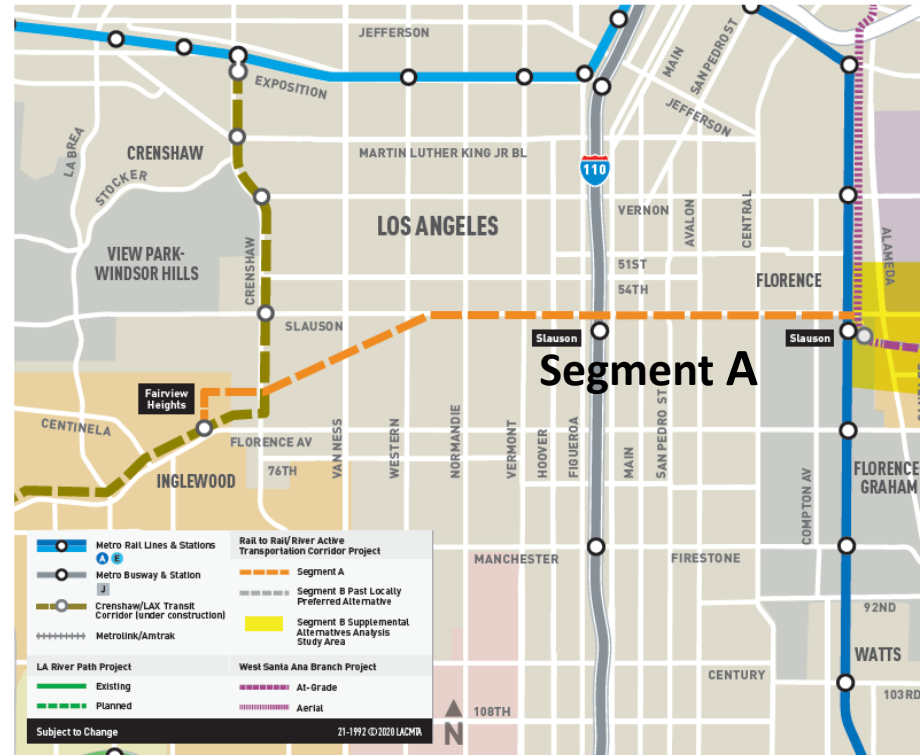 JEFFERSON
MAIN
SAN PEDRO ST
EXPOSITION
JEFFERSON
LA BREA
CRENSHAW
MARTIN LUTHER KING JR BL
110
STOCKER
VERNON
AVALON
CENTRAL
LOS ANGELES
VIEW PARK-
WINDSOR HILLS
CRENSHAW
51ST
54TH
FLORENCE
ALAMEDA
SLAUSON
Slauson
Slauson
Segment A
Fairview
Heights
CENTINELA
FLORENCE AV
76TH
INGLEWOOD
VAN NESS
WESTERN
NORMANDIE
VERMONT
HOOVER
FIGUEROA
MAIN
SAN PEDRO ST
COMPTON AV
FLORENCE
GRAHAM
MANCHESTER
FIRESTONE
92ND
WATTS
CENTURY
103RD
108TH
N
Metro Rail Lines & Stations
A E
Metro Busway & Station
J
Crenshaw/LAX Transit
Corridor (under construction)
Metrolink/Amtrak
Rail to Rail/River Active
Transportation Corridor Project
Segment A
Segment B Past Locally
Preferred Alternative
Segment B Supplemental
Alternatives Analysis
Study Area
LA River Path Project
Existing
Planned
West Santa Ana Branch Project
At-Grade
Aerial
Subject to Change
21-1992 ©2020 LACMTA